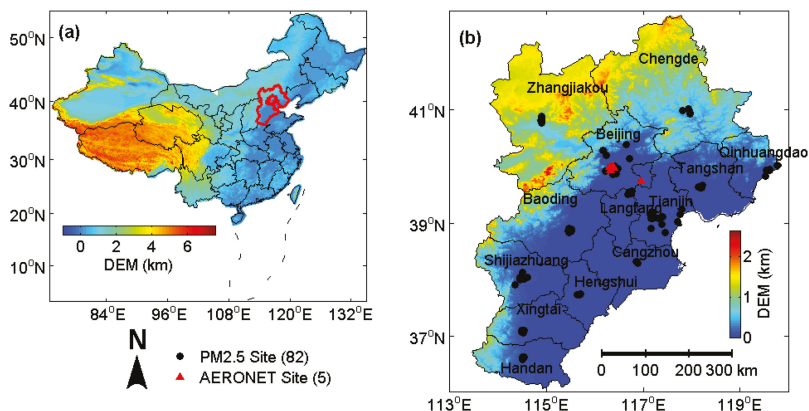 (a)
50°N
40°N
30°N
20°N
10°N
0 2 4 6
DEM (km)
84°E 96°E 108°E 120°E 132°E
N
PM2.5 Site (82)
AERONET Site (5)
(b)
Chengde
Zhangjiakou
41°N
Beijing
Qinhuangdao
Tangshan
39°N
Baoding
Langfang
Tianjin
Cangzhou
Shijiazhuang
Hengshui
Xingtai
37°N
Handan
2
1
0
DEM (km)
0 100 200 300 km
113°E 115°E 117°E 119°E